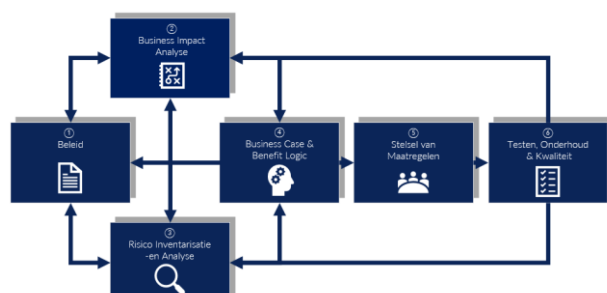 ①
Beleid
②
Business Impact
Analyse
③
Risico Inventarisatie
-en Analyse
④
Business Case &
Benefit Logic
⑤
Stelsel van
Maatregelen
⑥
Testen, Onderhoud
& Kwaliteit